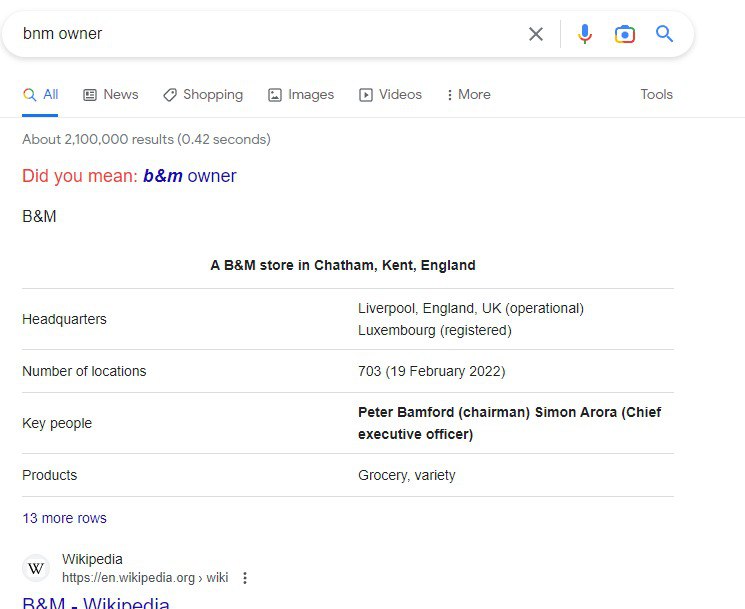 bnm owner
All News Shopping Images Videos More Tools
About 2,100,000 results (0.42 seconds)
Did you mean: b&m owner
B&M
A B&M store in Chatham, Kent, England
Headquarters
Liverpool, England, UK (operational)
Luxembourg (registered)
Number of locations
703 (19 February 2022)
Key people
Peter Bamford (chairman) Simon Arora (Chief
executive officer)
Products
Grocery, variety
13 more rows
W
Wikipedia
https://en.wikipedia.org › wiki
B&M - Wikipedia